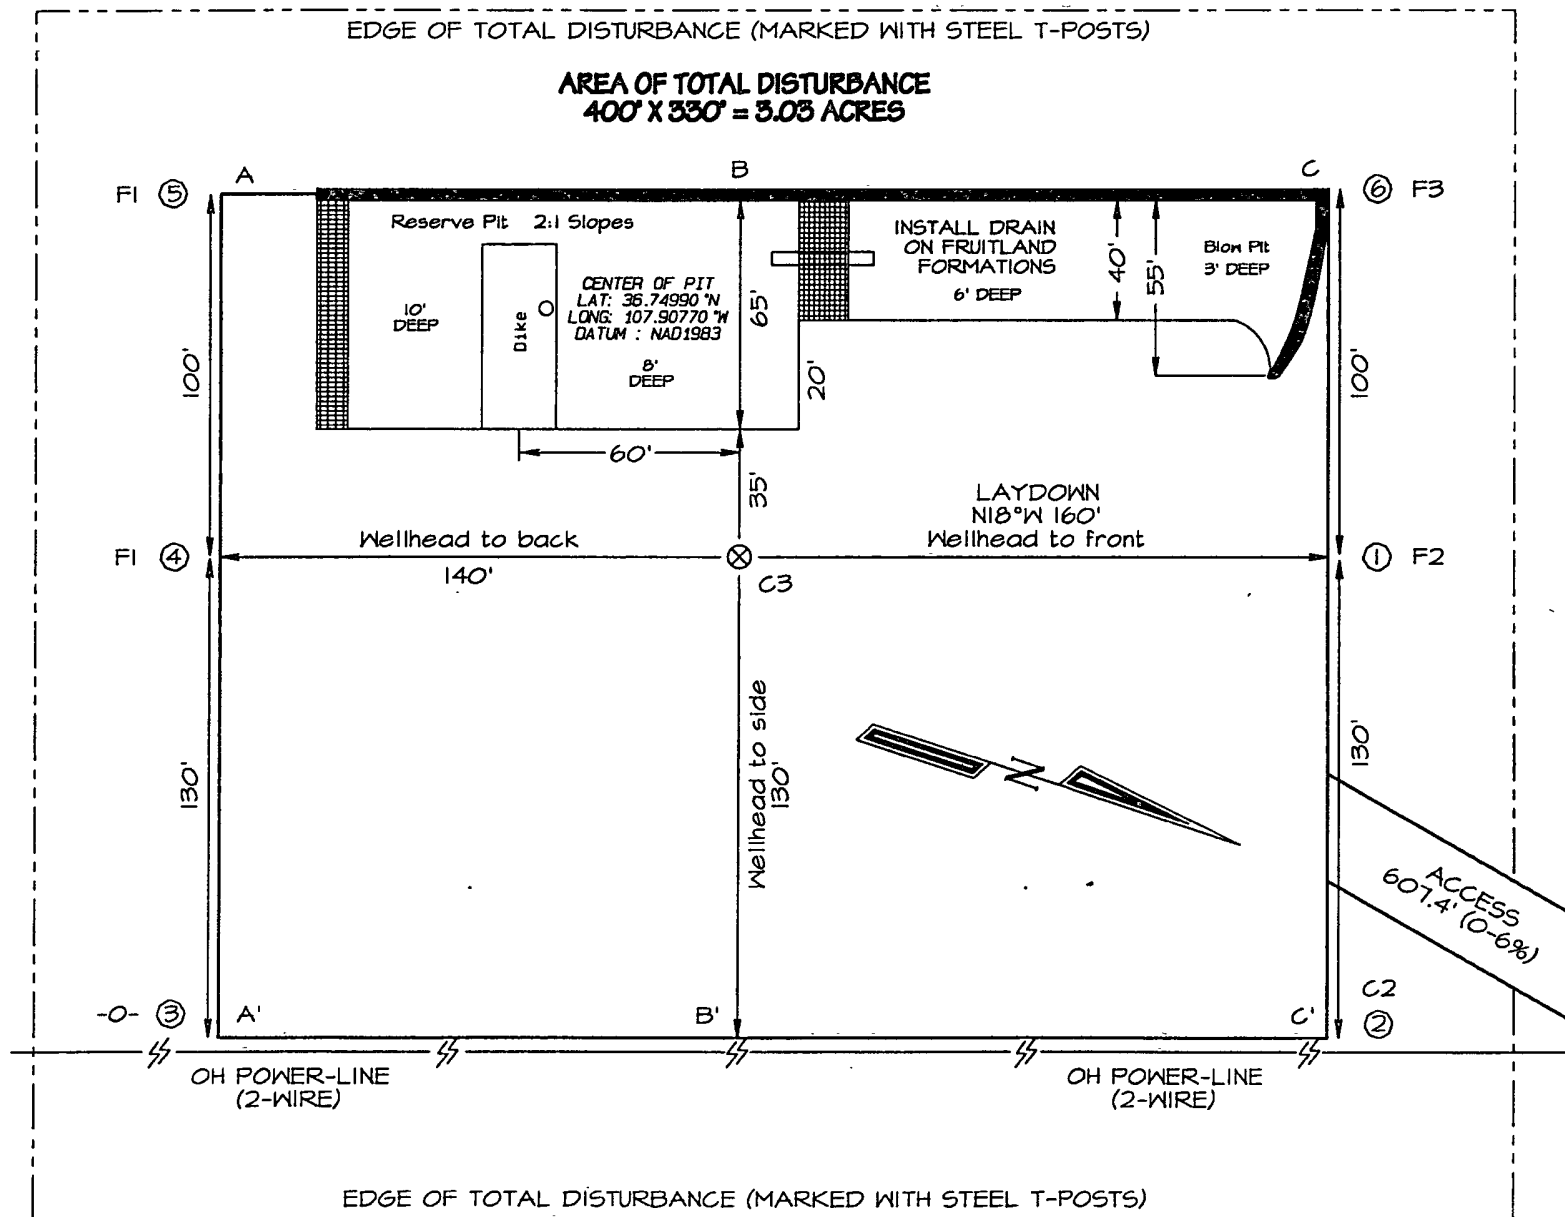 EDGE OF TOTAL DISTURBANCE (MARKED WITH STEEL T-POSTS)
AREA OF TOTAL DISTURBANCE
400' X 330' = 3.03 ACRES
A
B
C
F1 5
6 F3
Reserve Pit 2:1 Slopes
INSTALL DRAIN
ON FRUITLAND
FORMATIONS
6' DEEP
40'
55'
Blow Pit
3' DEEP
CENTER OF PIT
LAT: 36.74990 °N
LONG: 107.90770 °W
DATUM : NAD1983
10'
DEEP
Dike
8'
DEEP
65'
20'
100'
100'
60'
35'
LAYDOWN
N18°W 160'
Wellhead to back
Wellhead to front
F1 4
1 F2
140'
C3
Wellhead to side
130'
130'
130'
N
ACCESS
607.4' (0-6%)
-0- 3
A'
B'
C'
C2
2
OH POWER-LINE
(2-WIRE)
OH POWER-LINE
(2-WIRE)
EDGE OF TOTAL DISTURBANCE (MARKED WITH STEEL T-POSTS)